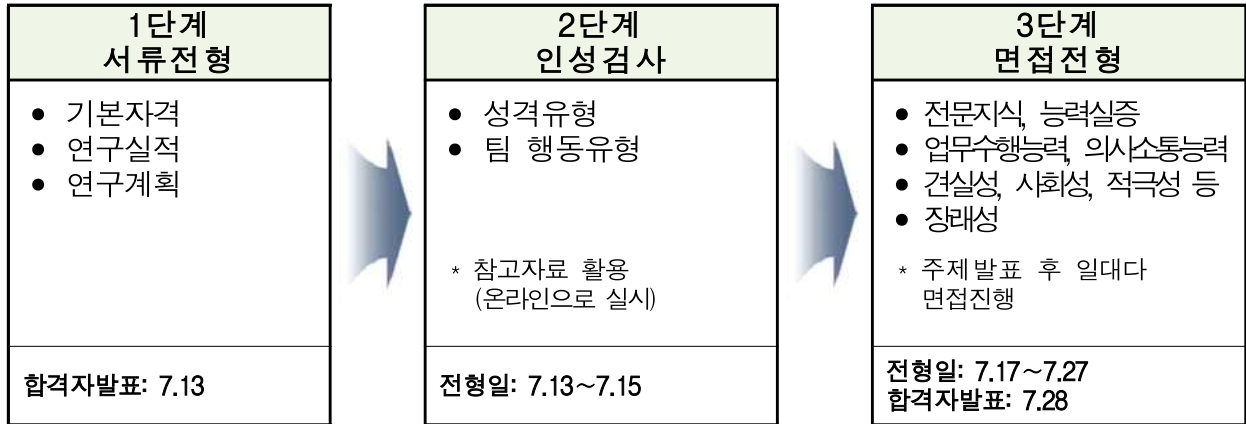 1단계
서류전형
● 기본자격
● 연구실적
● 연구계획
합격자발표: 7.13
2단계
인성검사
● 성격유형
● 팀 행동유형
* 참고자료 활용
(온라인으로 실시)
전형일: 7.13~7.15
3단계
면접전형
● 전문지식, 능력실증
● 업무수행능력, 의사소통능력
● 견실성, 사회성, 적극성 등
● 장래성
* 주제발표 후 일대다
면접진행
전형일: 7.17~7.27
합격자발표: 7.28